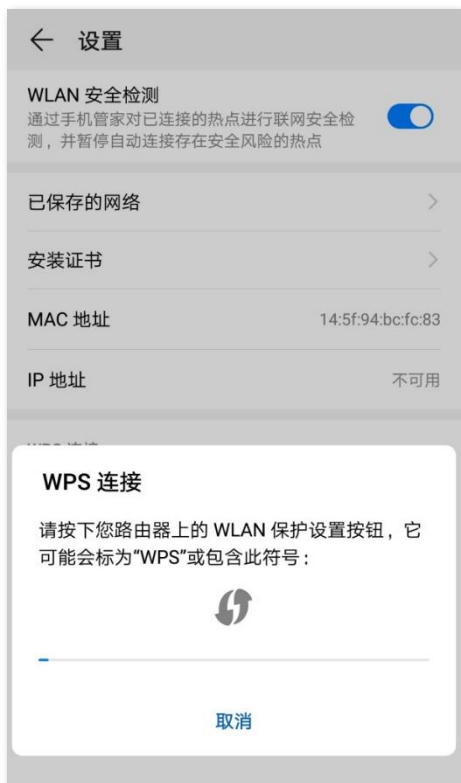 设置
WLAN 安全检测
通过手机管家对已连接的热点进行联网安全检
测，并暂停自动连接存在安全风险的热点
已保存的网络
安装证书
MAC 地址 14:5f:94:bc:fc:83
IP 地址 不可用
WPS 连接
请按下您路由器上的 WLAN 保护设置按钮，它
可能会标为“WPS”或包含此符号：
取消